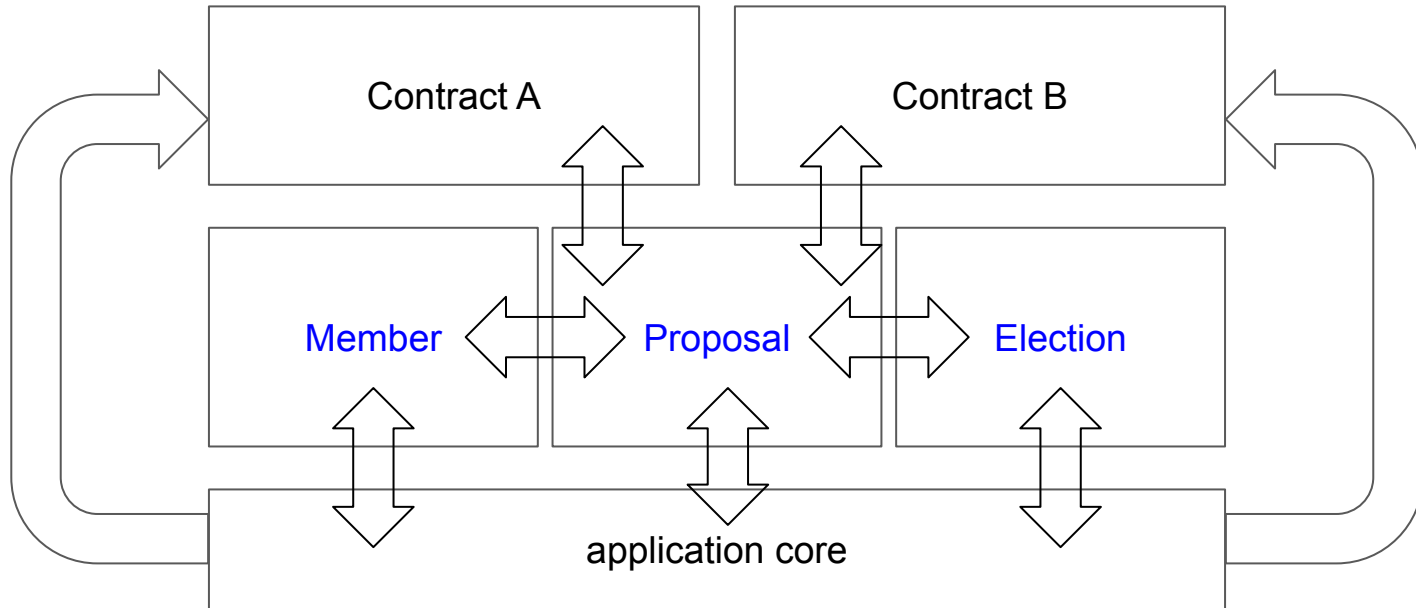 Contract A
Contract B
Member
Proposal
Election
application core